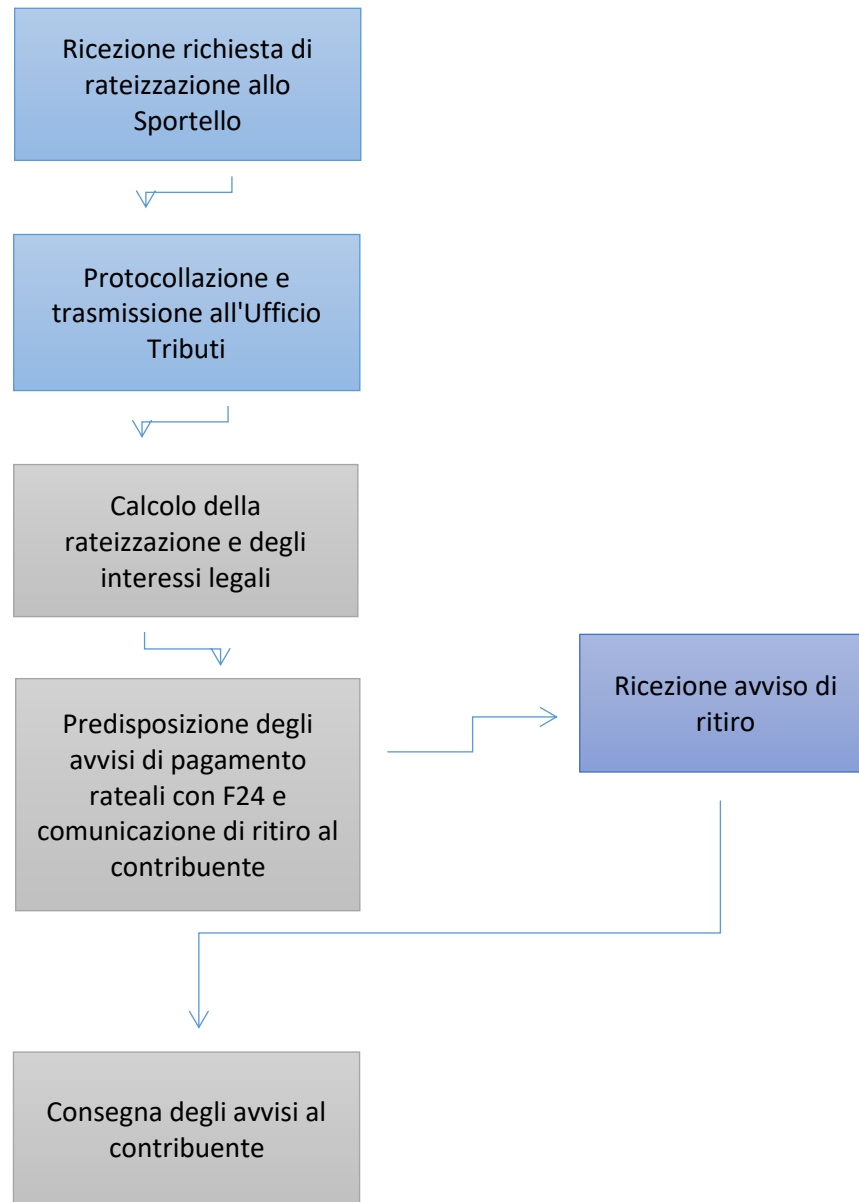 Ricezione richiesta di
rateizzazione allo
Sportello
Protocollazione e
trasmissione all'Ufficio
Tributi
Calcolo della
rateizzazione e degli
interessi legali
Predisposizione degli
avvisi di pagamento
rateali con F24 e
comunicazione di ritiro al
contribuente
Ricezione avviso di
ritiro
Consegna degli avvisi al
contribuente